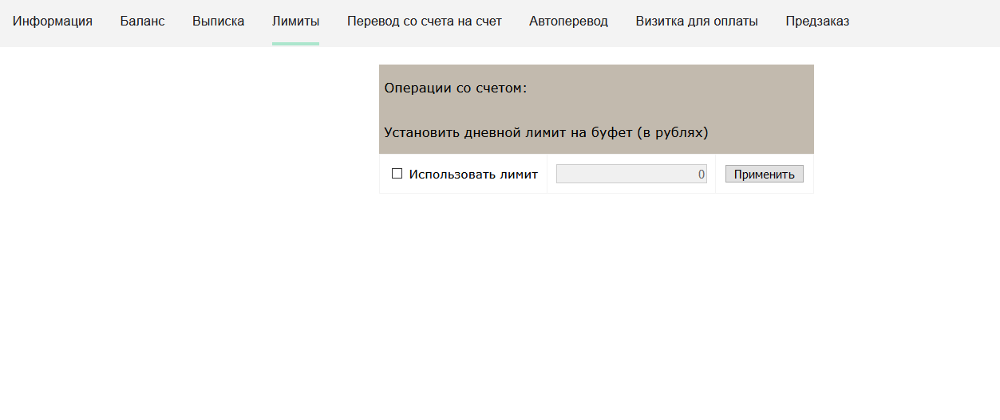 Информация Баланс Выписка Лимиты Перевод со счета на счет Автоперевод Визитка для оплаты Предзаказ
Операции со счетом:
Установить дневной лимит на буфет (в рублях)
Использовать лимит 0 Применить